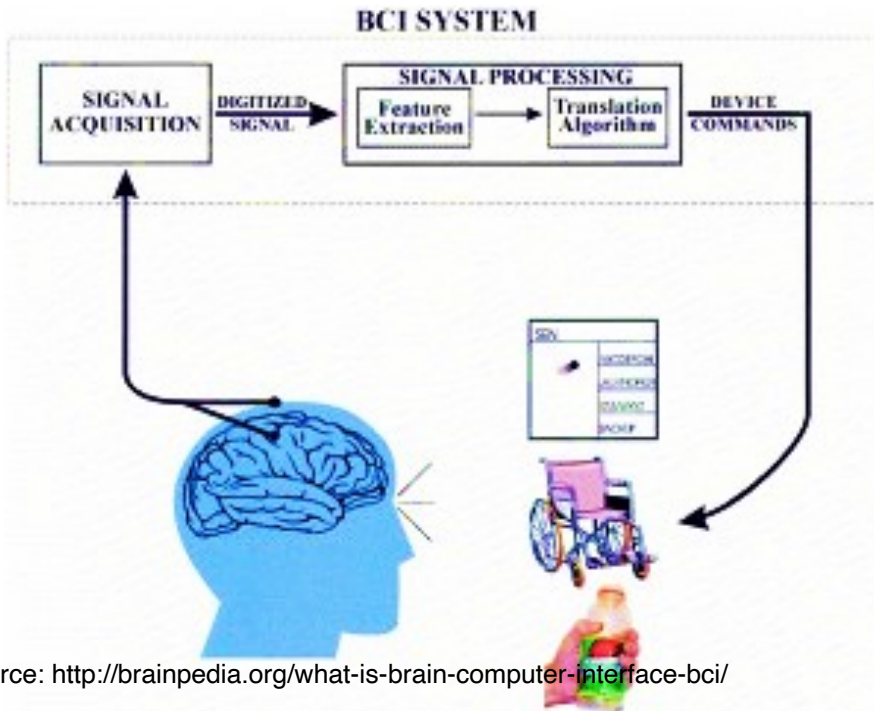 BCI SYSTEM
SIGNAL
ACQUISITION
DIGITIZED
SIGNAL
SIGNAL PROCESSING
Feature
Extraction
Translation
Algorithm
DEVICE
COMMANDS
rce: http://brainpedia.org/what-is-brain-computer-interface-bci/